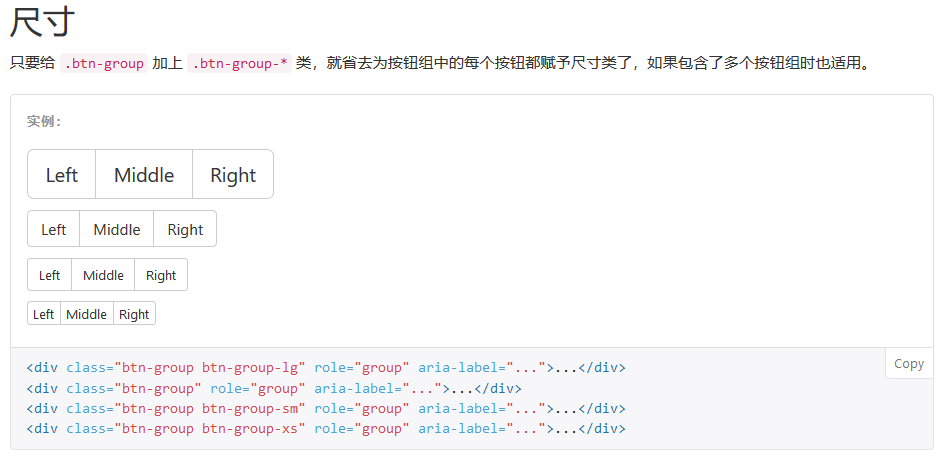 尺寸
只要给 .btn-group 加上 .btn-group-* 类，就省去为按钮组中的每个按钮都赋予尺寸类了，如果包含了多个按钮组时也适用。
实例：
Left Middle Right
Left Middle Right
Left Middle Right
Left Middle Right
Copy
<div class="btn-group btn-group-lg" role="group" aria-label="...">...</div>
<div class="btn-group" role="group" aria-label="...">...</div>
<div class="btn-group btn-group-sm" role="group" aria-label="...">...</div>
<div class="btn-group btn-group-xs" role="group" aria-label="...">...</div>